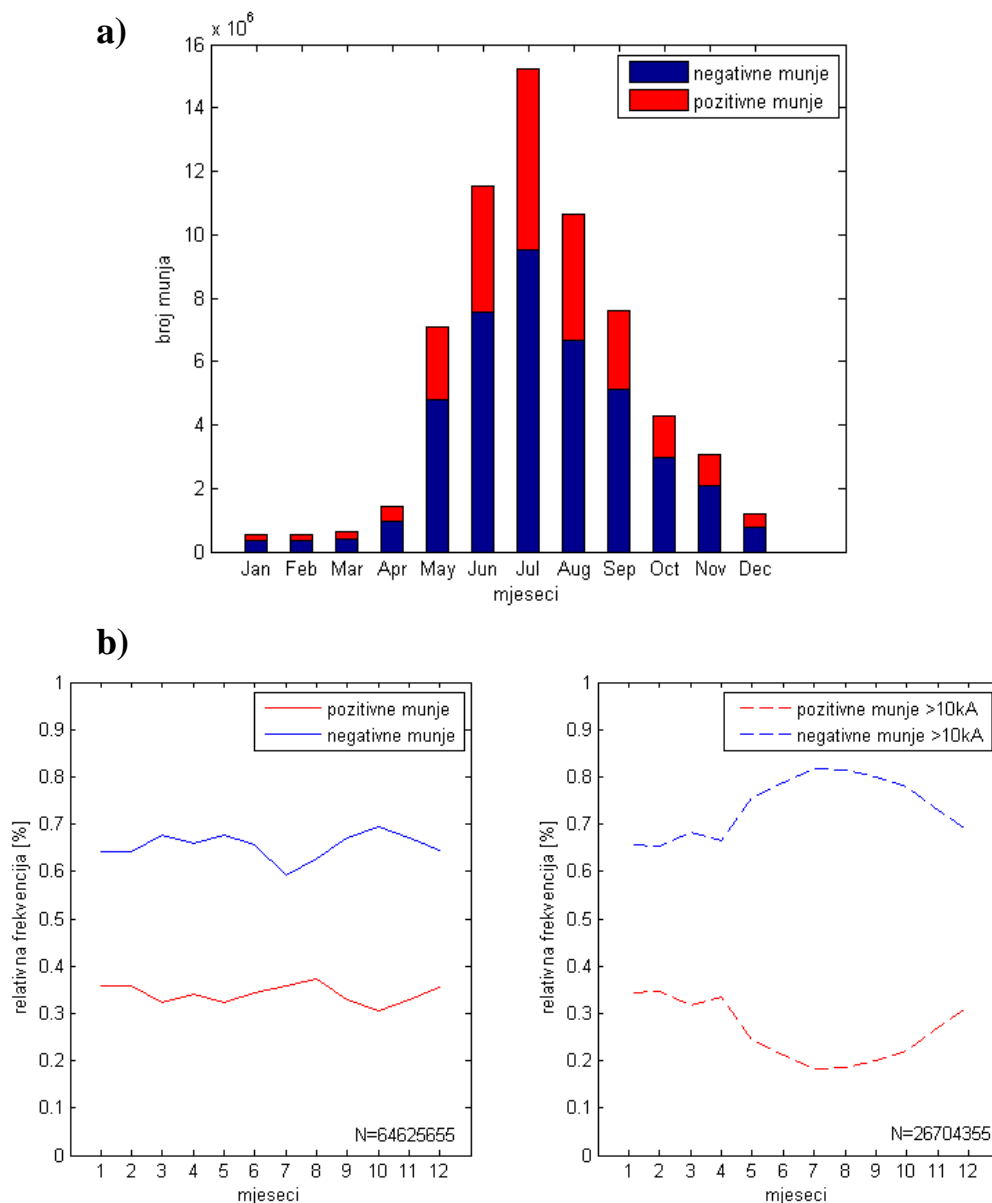 a)
x 10^6
16
14
12
10
8
6
4
2
0
broj munja
negativne munje
pozitivne munje
Jan Feb Mar Apr May Jun Jul Aug Sep Oct Nov Dec
mjeseci
b)
1
0.9
0.8
0.7
0.6
0.5
0.4
0.3
0.2
0.1
0
relativna frekvencija [%]
pozitivne munje
negativne munje
N=64625655
1 2 3 4 5 6 7 8 9 10 11 12
mjeseci
1
0.9
0.8
0.7
0.6
0.5
0.4
0.3
0.2
0.1
0
relativna frekvencija [%]
pozitivne munje >10kA
negativne munje >10kA
N=26704355
1 2 3 4 5 6 7 8 9 10 11 12
mjeseci